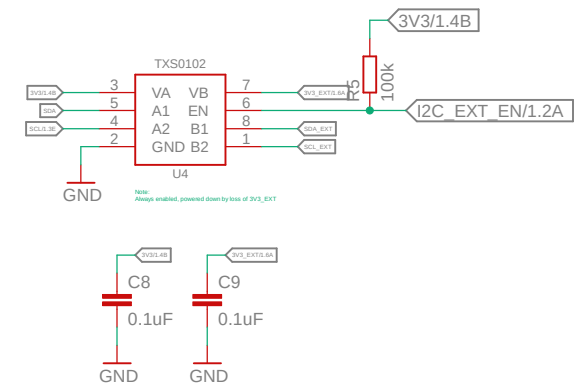 3V3/1.4B
TXS0102
3V3/1.4B 3 VA VB 7 3V3_EXT/1.6A R5 100k
SDA 5 A1 EN 6 I2C_EXT_EN/1.2A
SCL/1.3E 4 A2 B1 8 SDA_EXT
2 GND B2 1 SCL_EXT
U4
GND
Note:
Always enabled, powered down by loss of 3V3_EXT
3V3/1.4B 3V3_EXT/1.6A
C8 C9
0.1uF 0.1uF
GND GND